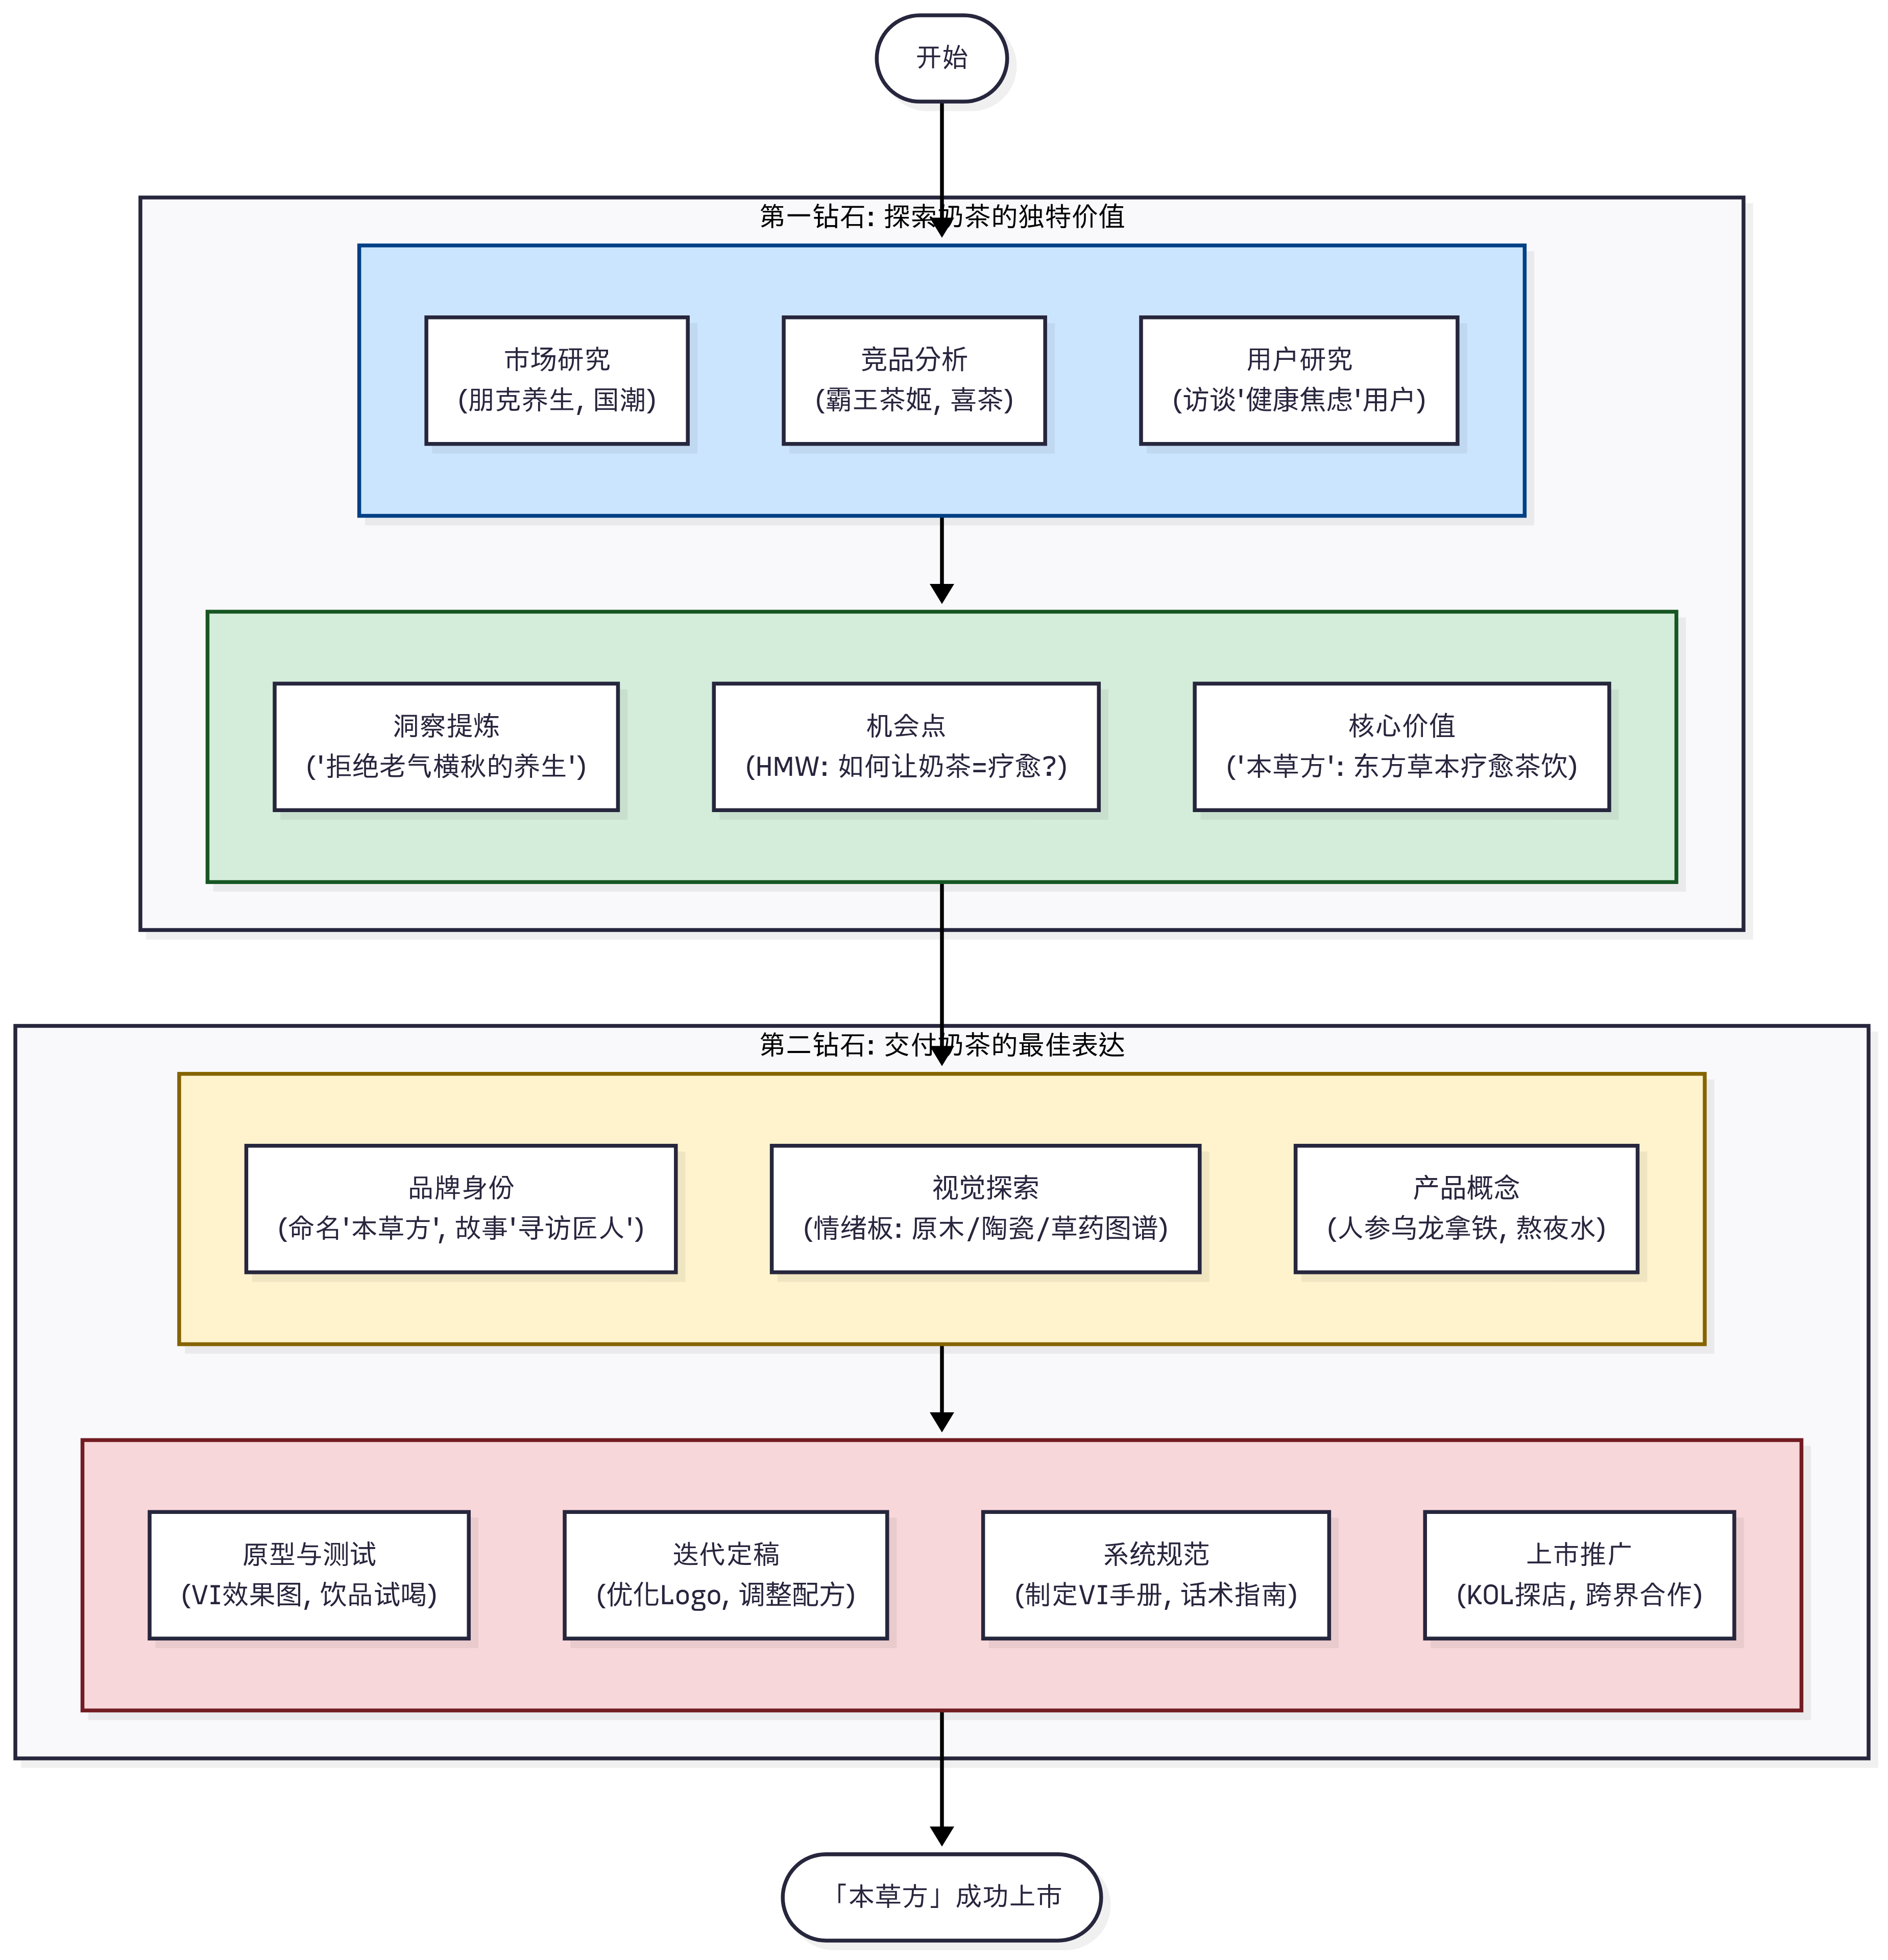 开始
第一钻石: 探索奶茶的独特价值
市场研究
(朋克养生, 国潮)
竞品分析
(霸王茶姬, 喜茶)
用户研究
(访谈'健康焦虑'用户)
洞察提炼
('拒绝老气横秋的养生')
机会点
(HMW: 如何让奶茶=疗愈?)
核心价值
('本草方': 东方草本疗愈茶饮)
第二钻石: 交付奶茶的最佳表达
品牌身份
(命名'本草方', 故事'寻访匠人')
视觉探索
(情绪板: 原木/陶瓷/草药图谱)
产品概念
(人参乌龙拿铁, 熬夜水)
原型与测试
(VI效果图, 饮品试喝)
迭代定稿
(优化Logo, 调整配方)
系统规范
(制定VI手册, 话术指南)
上市推广
(KOL探店, 跨界合作)
「本草方」成功上市